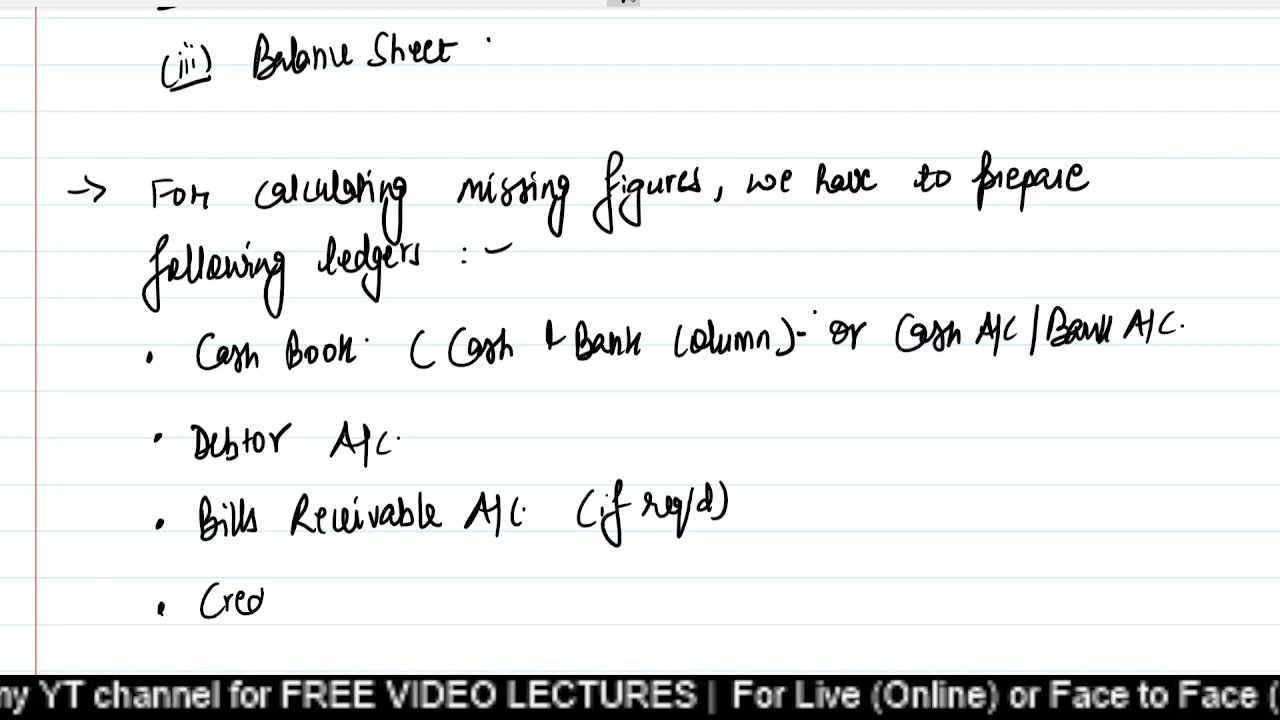 (iii) Balance Sheet
→ For calculating missing figures, we have to prepare
following ledgers :-
• Cash Book (Cash & Bank Column) - or Cash A/C / Bank A/C.
• Debtor A/C.
• Bills Receivable A/C. (if req/d)
• Cred
ny YT channel for FREE VIDEO LECTURES | For Live (Online) or Face to Face (